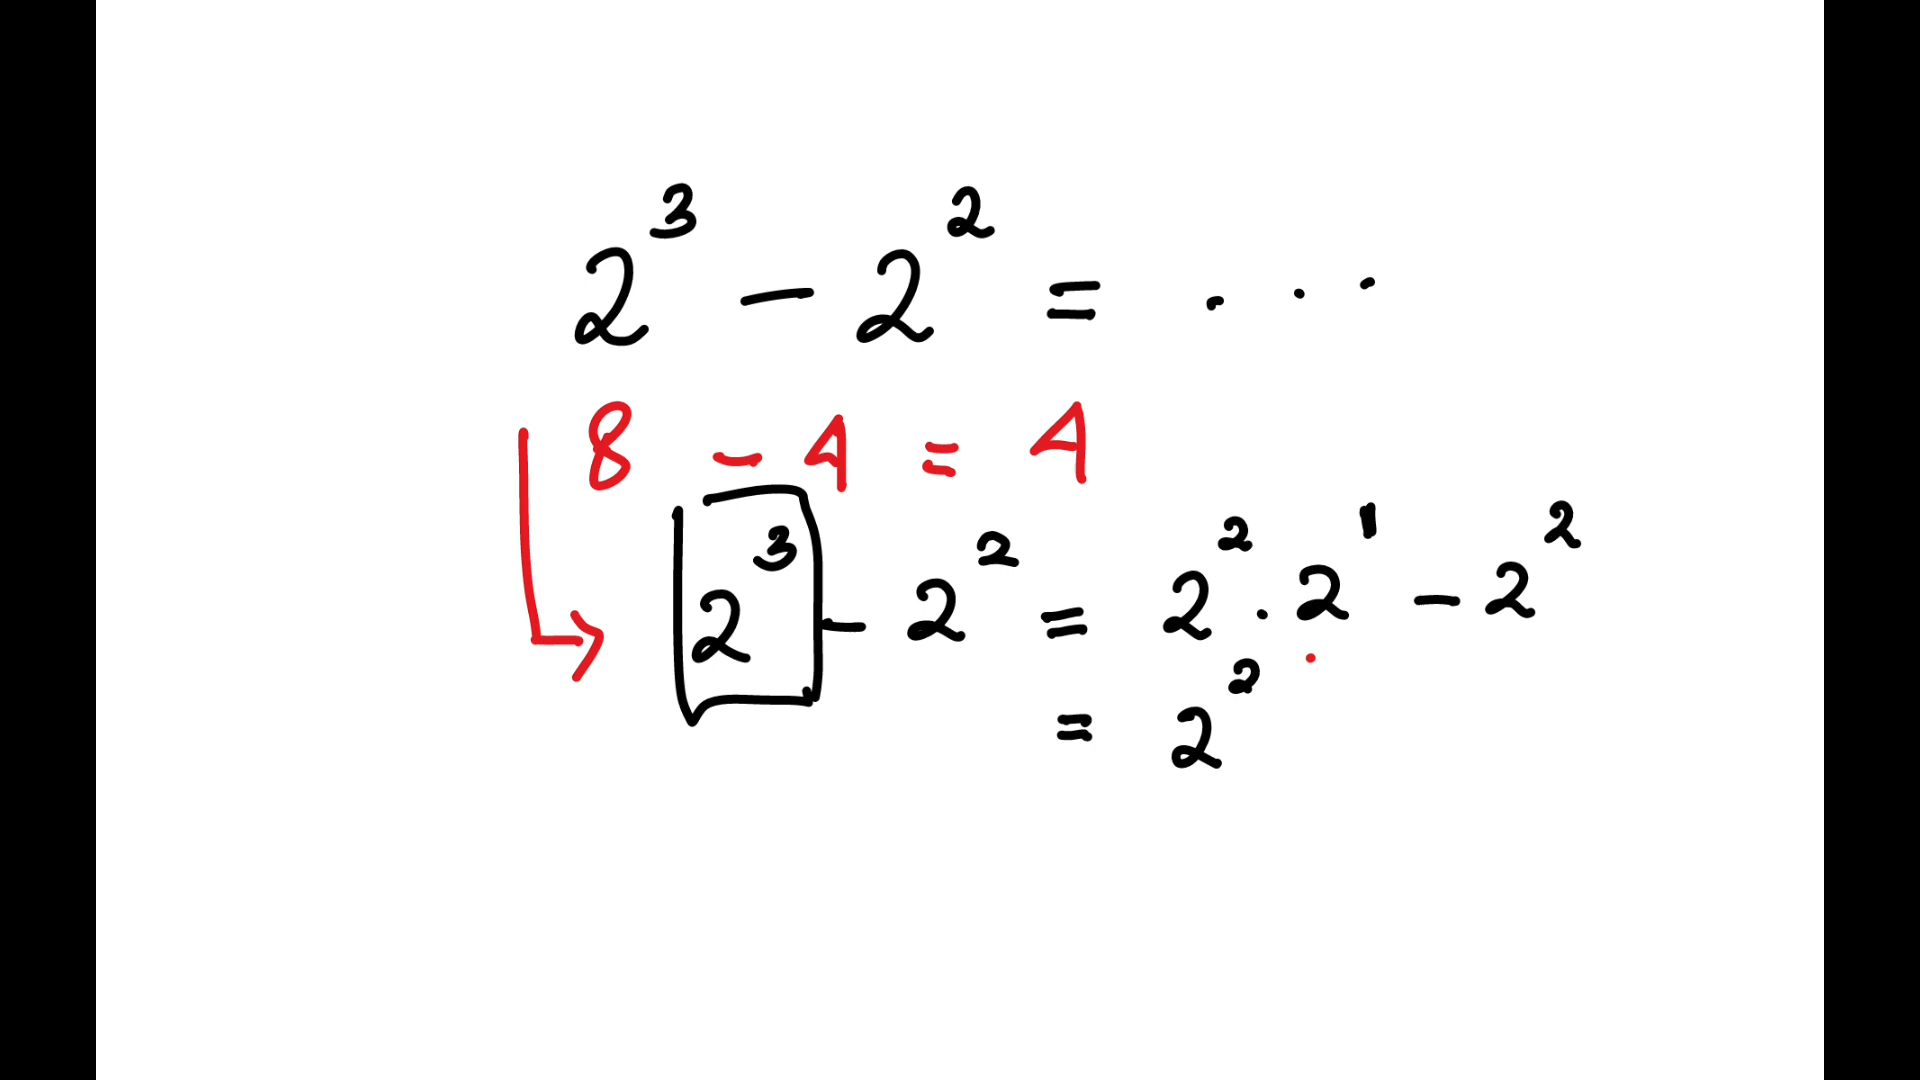 2³ - 2² = . . .
8 - 4 = 4
2³ - 2² = 2² . 2¹ - 2²
= 2²